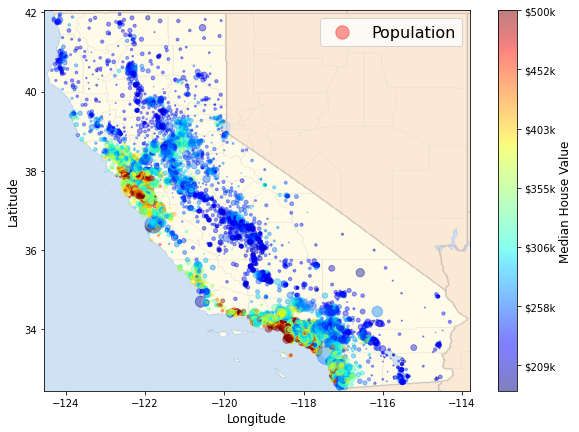 42
40
38
36
34
Latitude
−124
−122
−120
−118
−116
−114
Longitude
Population
$500k
$452k
$403k
$355k
$306k
$258k
$209k
Median House Value